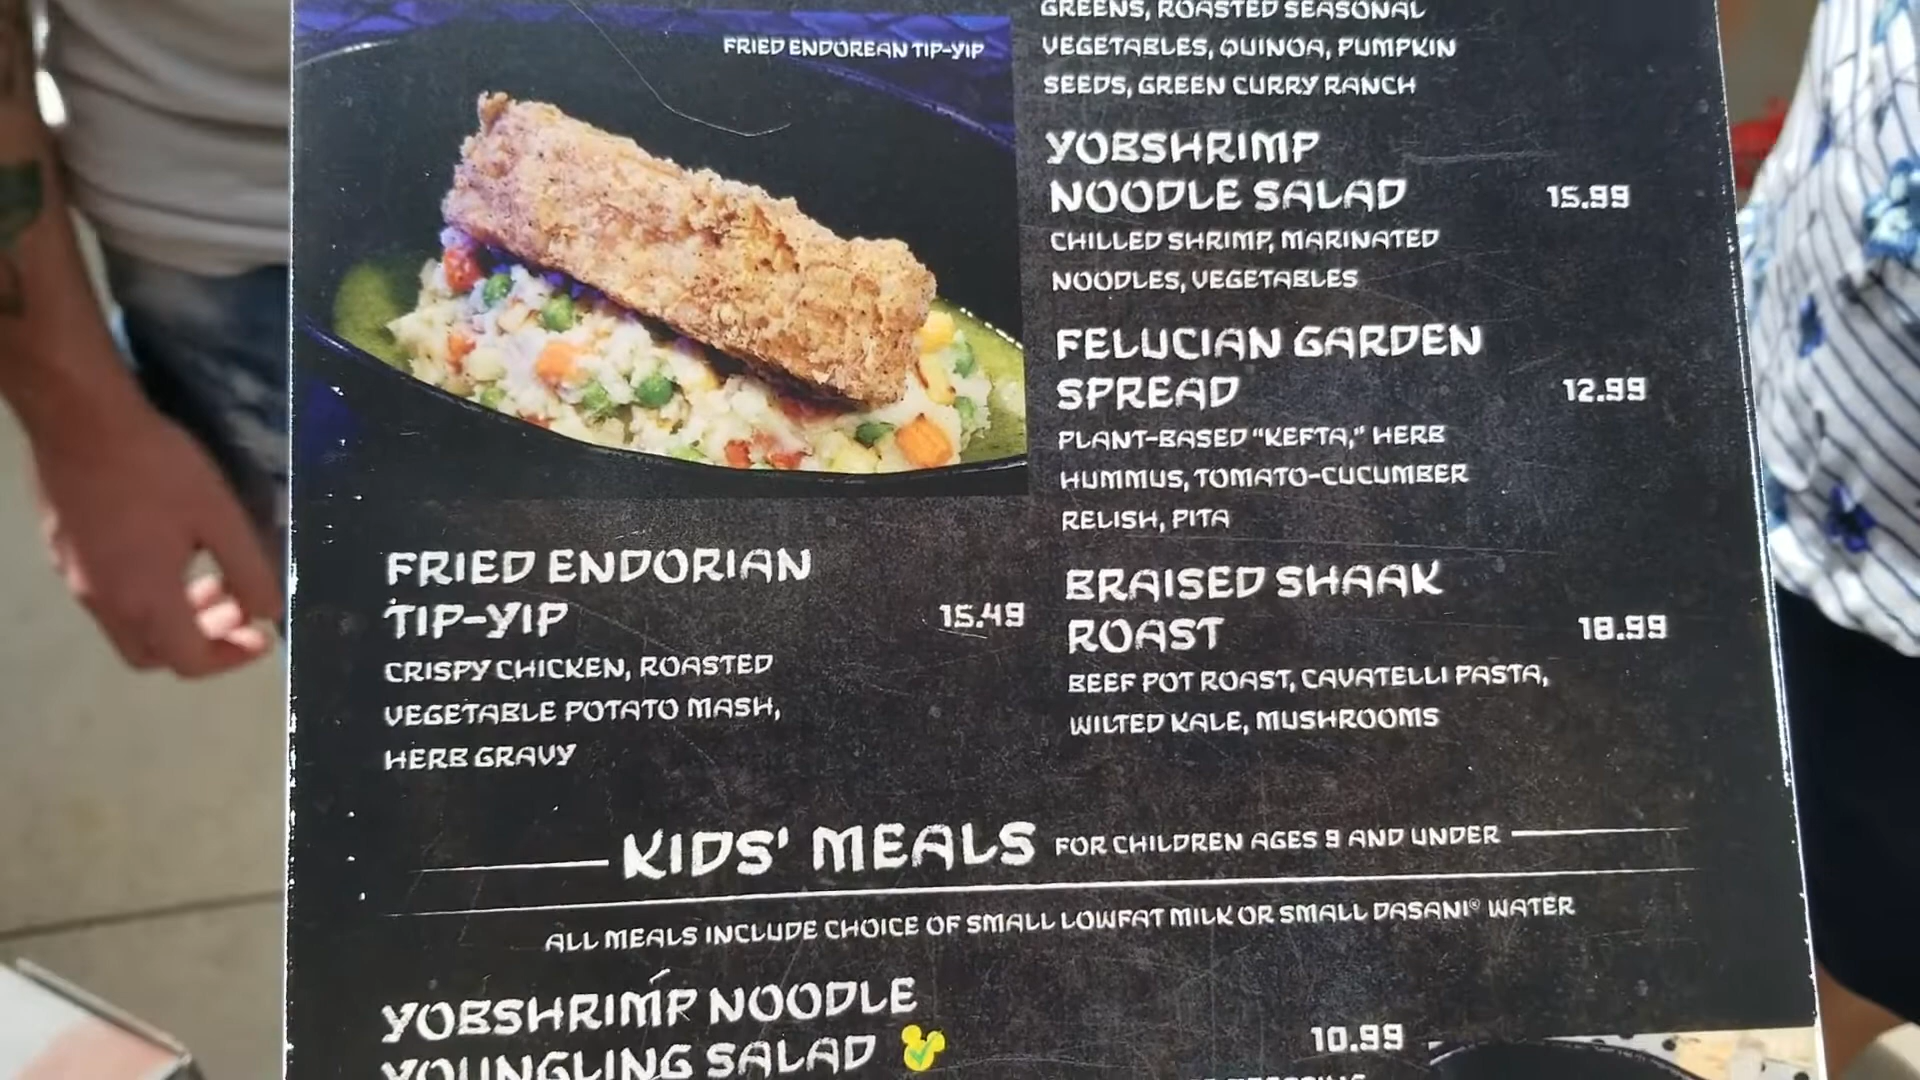 FRIED ENDOREAN TIP-YIP
FRIED ENDORIAN
TIP-YIP 15.49
CRISPY CHICKEN, ROASTED
VEGETABLE POTATO MASH,
HERB GRAVY
GREENS, ROASTED SEASONAL
VEGETABLES, QUINOA, PUMPKIN
SEEDS, GREEN CURRY RANCH
YOBSHRIMP
NOODLE SALAD 15.99
CHILLED SHRIMP, MARINATED
NOODLES, VEGETABLES
FELUCIAN GARDEN
SPREAD 12.99
PLANT-BASED "KEFTA," HERB
HUMMUS, TOMATO-CUCUMBER
RELISH, PITA
BRAISED SHAAK
ROAST 18.99
BEEF POT ROAST, CAVATELLI PASTA,
WILTED KALE, MUSHROOMS
KIDS' MEALS FOR CHILDREN AGES 9 AND UNDER
ALL MEALS INCLUDE CHOICE OF SMALL LOWFAT MILK OR SMALL DASANI® WATER
YOBSHRIMP NOODLE
YOUNGLING SALAD 10.99